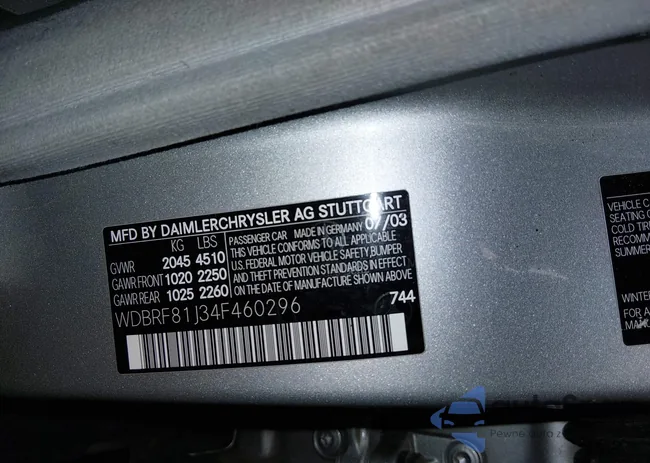 MFD BY DAIMLERCHRYSLER AG STUTTGART
KG LBS
GVWR 2045 4510
GAWR FRONT 1020 2250
GAWR REAR 1025 2260
PASSENGER CAR MADE IN GERMANY 07/03
THIS VEHICLE CONFORMS TO ALL APPLICABLE
U.S. FEDERAL MOTOR VEHICLE SAFETY, BUMPER
AND THEFT PREVENTION STANDARDS IN EFFECT
ON THE DATE OF MANUFACTURE SHOWN ABOVE
744
WDBRF81J34F460296
VEHICLE
SEATING
COLD
RECOMM
SUMMER
WINTER
FOR A